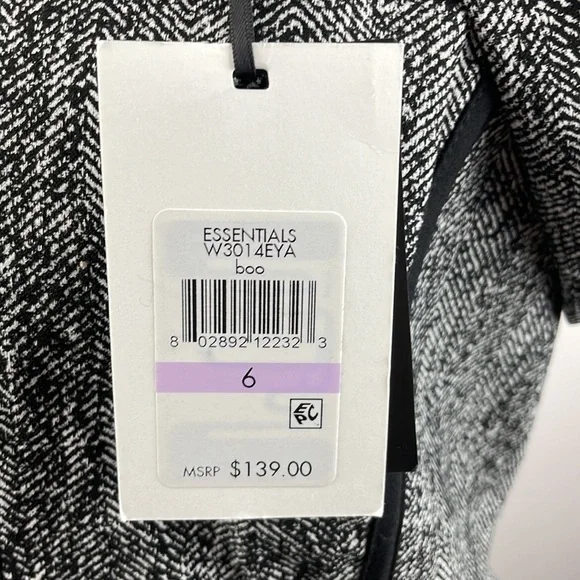 ESSENTIALS
W3014EYA
boo
8 02892 12232 3
6
EPC
MSRP $139.00